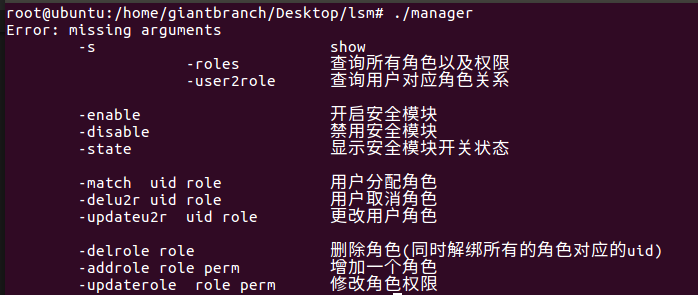 root@ubuntu:/home/giantbranch/Desktop/lsm# ./manager
Error: missing arguments
-s show
-roles 查询所有角色以及权限
-user2role 查询用户对应角色关系
-enable 开启安全模块
-disable 禁用安全模块
-state 显示安全模块开关状态
-match uid role 用户分配角色
-delu2r uid role 用户取消角色
-updateu2r uid role 更改用户角色
-delrole role 删除角色(同时解绑所有的角色对应的uid)
-addrole role perm 增加一个角色
-updaterole role perm 修改角色权限